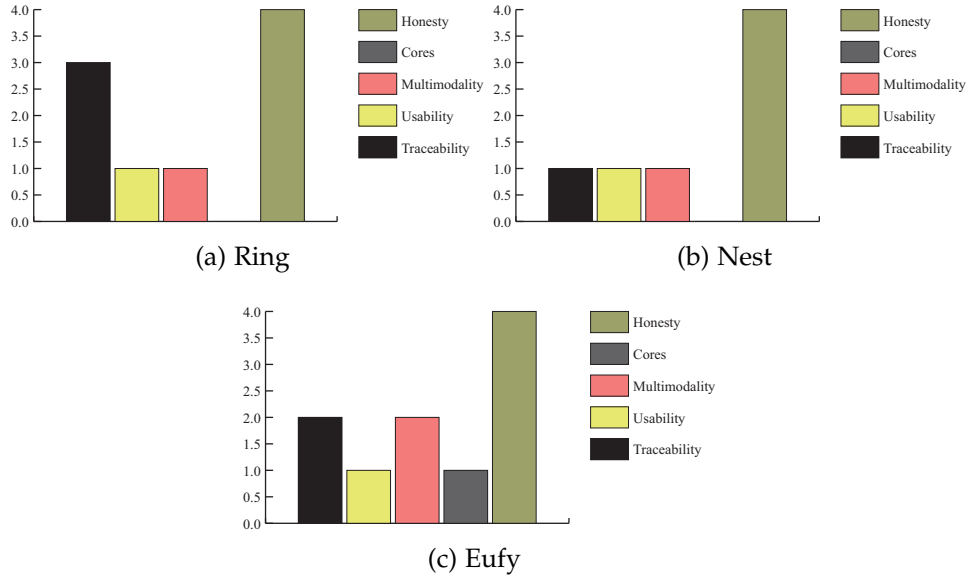 4.0
3.5
3.0
2.5
2.0
1.5
1.0
0.5
0.0
Honesty
Cores
Multimodality
Usability
Traceability
(a) Ring
4.0
3.5
3.0
2.5
2.0
1.5
1.0
0.5
0.0
Honesty
Cores
Multimodality
Usability
Traceability
(b) Nest
4.0
3.5
3.0
2.5
2.0
1.5
1.0
0.5
0.0
Honesty
Cores
Multimodality
Usability
Traceability
(c) Eufy